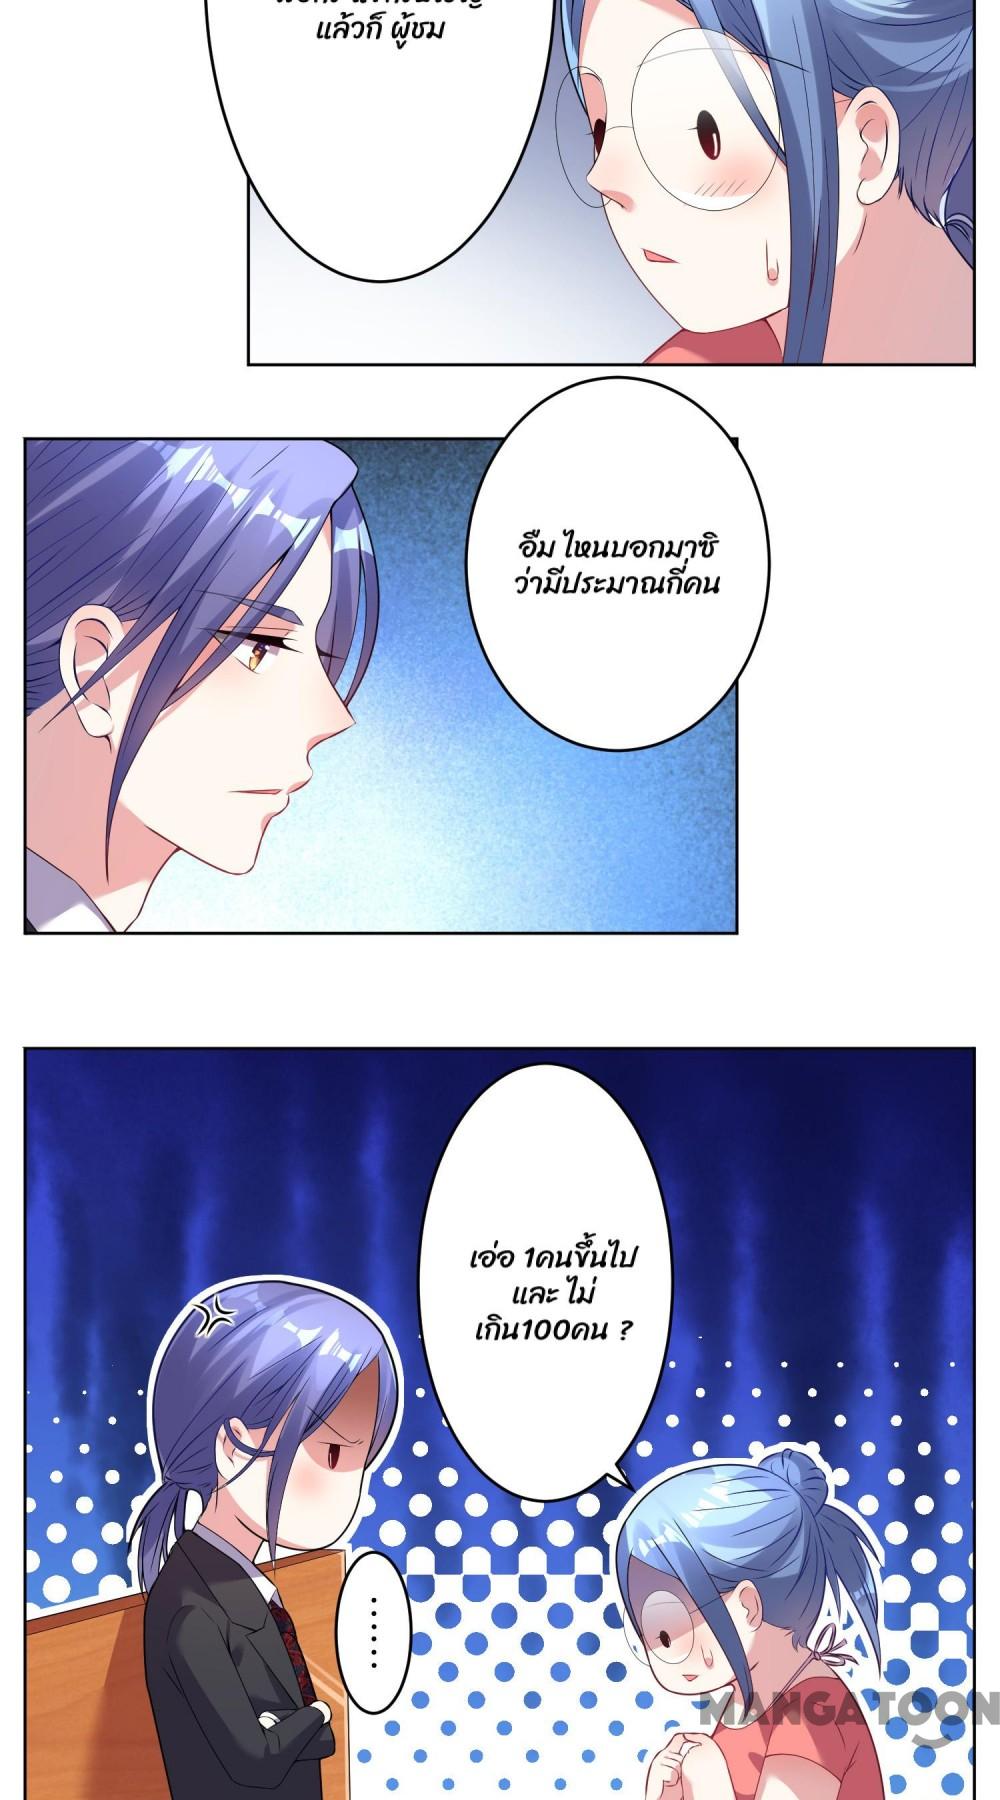 แล้วก็ ผู้ชม
อืม ไหนบอกมาซิ
ว่ามีประมาณกี่คน
เอ่อ 1คนขึ้นไป
และ ไม่
เกิน100คน ?
......
MANGATOON